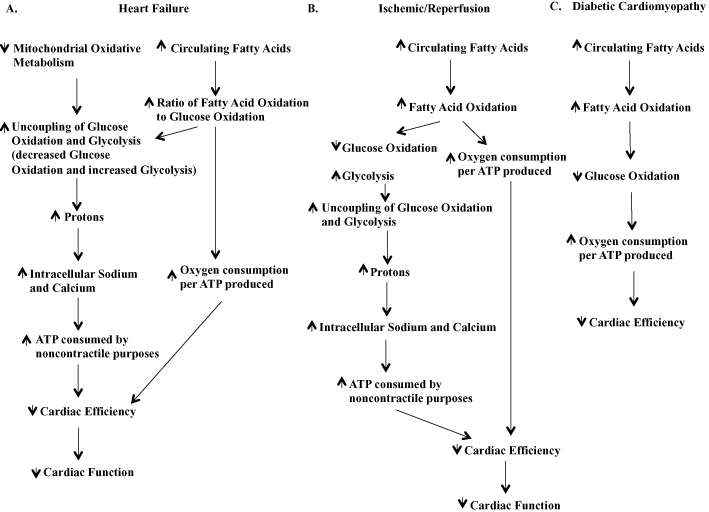 A. Heart Failure
Mitochondrial Oxidative
Metabolism
Circulating Fatty Acids
Ratio of Fatty Acid Oxidation
to Glucose Oxidation
Uncoupling of Glucose
Oxidation and Glycolysis
(decreased Glucose
Oxidation and increased Glycolysis)
Protons
Intracellular Sodium
and Calcium
Oxygen consumption
per ATP produced
ATP consumed by
noncontractile purposes
Cardiac Efficiency
Cardiac Function
B. Ischemic/Reperfusion
Circulating Fatty Acids
Fatty Acid Oxidation
Glucose Oxidation
Glycolysis
Oxygen consumption
per ATP produced
Uncoupling of Glucose Oxidation
and Glycolysis
Protons
Intracellular Sodium and Calcium
ATP consumed by
noncontractile purposes
Cardiac Efficiency
Cardiac Function
C. Diabetic Cardiomyopathy
Circulating Fatty Acids
Fatty Acid Oxidation
Glucose Oxidation
Oxygen consumption
per ATP produced
Cardiac Efficiency